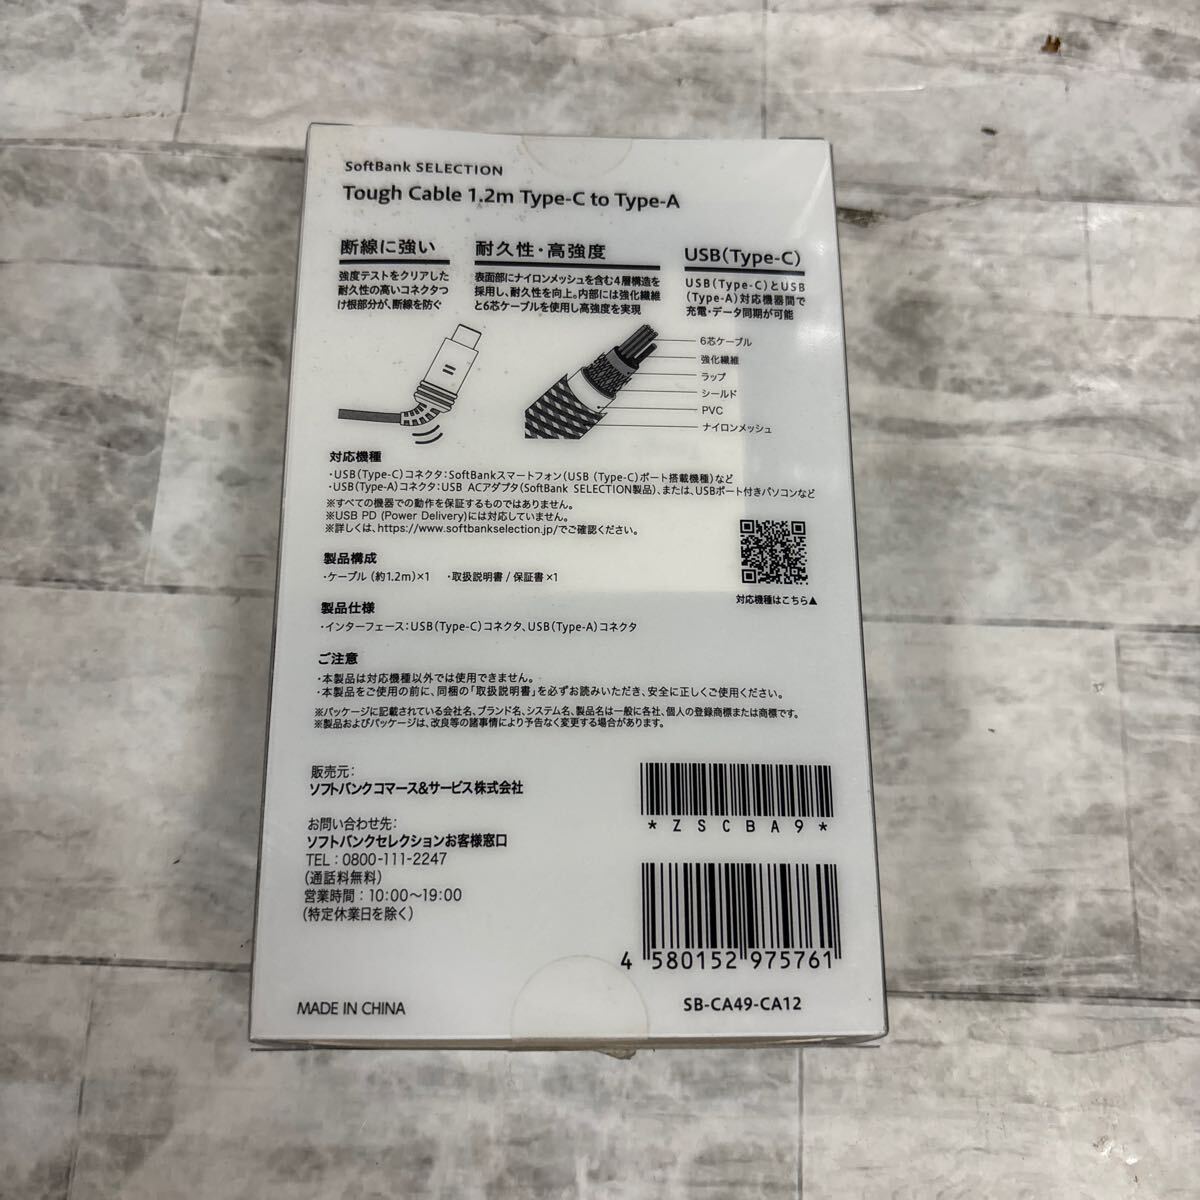 SoftBank SELECTION
Tough Cable 1.2m Type-C to Type-A
断線に強い
強度テストをクリアした
耐久性の高いコネクタつ
け根部分が、断線を防ぐ
耐久性・高強度
表面部にナイロンメッシュを含む4層構造を
採用し、耐久性を向上。内部には強化繊維
と6芯ケーブルを使用し高強度を実現
USB(Type-C)
USB(Type-C)とUSB
(Type-A)対応機器間で
充電・データ同期が可能
6芯ケーブル
強化繊維
ラップ
シールド
PVC
ナイロンメッシュ
対応機種
・USB(Type-C)コネクタ:SoftBankスマートフォン(USB (Type-C)ポート搭載機種)など
・USB(Type-A)コネクタ:USB ACアダプタ(SoftBank SELECTION製品)、または、USBポート付きパソコンなど
※すべての機器での動作を保証するものではありません。
※USB PD (Power Delivery)には対応していません。
※詳しくは、https://www.softbankselection.jp/でご確認ください。
対応機種はこちら▲
製品構成
・ケーブル (約1.2m)×1 ・取扱説明書/保証書×1
製品仕様
・インターフェース:USB(Type-C)コネクタ、USB(Type-A)コネクタ
ご注意
・本製品は対応機種以外では使用できません。
・本製品をご使用の前に、同梱の「取扱説明書」を必ずお読みいただき、安全に正しくご使用ください。
※パッケージに記載されている会社名、ブランド名、システム名、製品名は一般に各社、個人の登録商標または商標です。
※製品およびパッケージは、改良等の諸事情により予告なく変更する場合があります。
販売元:
ソフトバンク コマース&サービス株式会社
お問い合わせ先:
ソフトバンクセレクションお客様窓口
TEL:0800-111-2247
(通話料無料)
営業時間:10:00～19:00
(特定休業日を除く)
*ZSCBA9*
4 580152 975761
MADE IN CHINA
SB-CA49-CA12